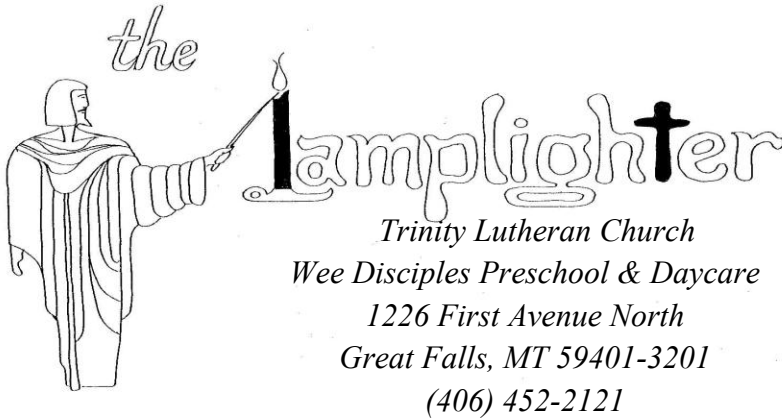 the
Lamplighter
Trinity Lutheran Church
Wee Disciples Preschool & Daycare
1226 First Avenue North
Great Falls, MT 59401-3201
(406) 452-2121